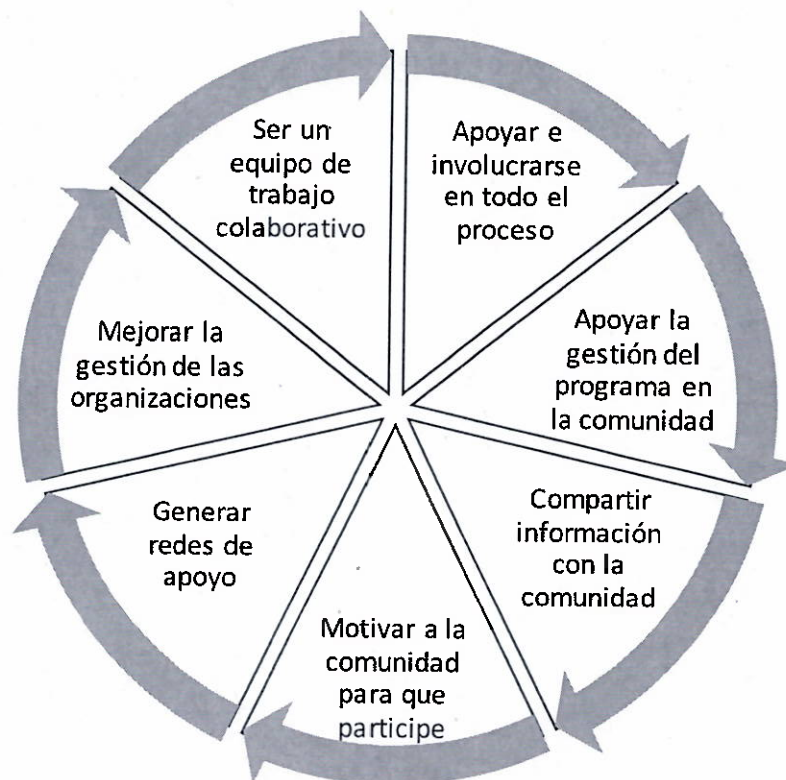 Ser un
equipo de
trabajo
colaborativo
Apoyar e
involucrarse
en todo el
proceso
Apoyar la
gestión del
programa en
la comunidad
Compartir
información
con la
comunidad
Motivar a la
comunidad
para que
participe
Generar
redes de
apoyo
Mejorar la
gestión de las
organizaciones